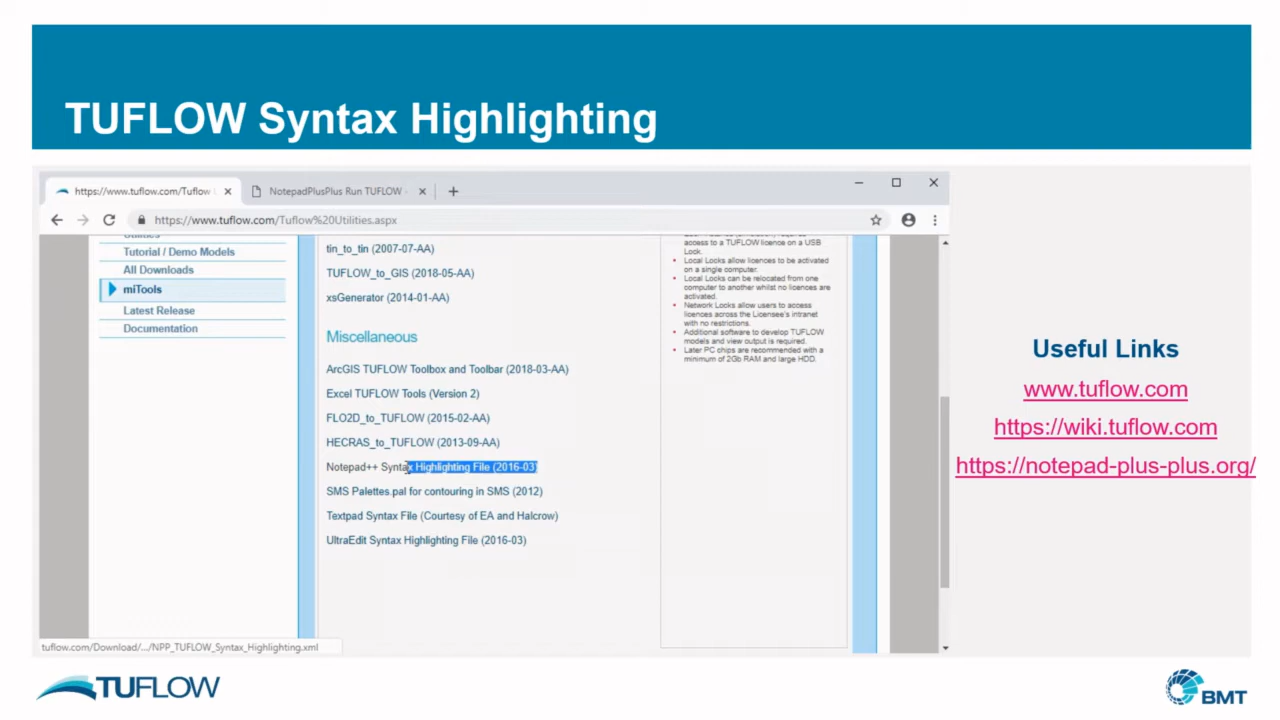 TUFLOW Syntax Highlighting
https://www.tuflow.com/Tuflow
NotepadPlusPlus Run TUFLOW
https://www.tuflow.com/Tuflow%20Utilities.aspx
Utilities
Tutorial / Demo Models
All Downloads
miTools
Latest Release
Documentation
tin_to_tin (2007-07-AA)
TUFLOW_to_GIS (2018-05-AA)
xsGenerator (2014-01-AA)
Miscellaneous
ArcGIS TUFLOW Toolbox and Toolbar (2018-03-AA)
Excel TUFLOW Tools (Version 2)
FLO2D_to_TUFLOW (2015-02-AA)
HECRAS_to_TUFLOW (2013-09-AA)
Notepad++ Syntax Highlighting File (2016-03)
SMS Palettes.pal for contouring in SMS (2012)
Textpad Syntax File (Courtesy of EA and Halcrow)
UltraEdit Syntax Highlighting File (2016-03)
access to a TUFLOW licence on a USB
Lock.
Local Locks allow licences to be activated
on a single computer.
Local Locks can be relocated from one
computer to another whilst no licences are
activated.
Network Locks allow users to access
licences across the Licensee's intranet
with no restrictions.
Additional software to develop TUFLOW
models and view output is required.
Later PC chips are recommended with a
minimum of 2Gb RAM and large HDD.
tuflow.com/Download/.../NPP_TUFLOW_Syntax_Highlighting.xml
Useful Links
www.tuflow.com
https://wiki.tuflow.com
https://notepad-plus-plus.org/
TUFLOW
BMT